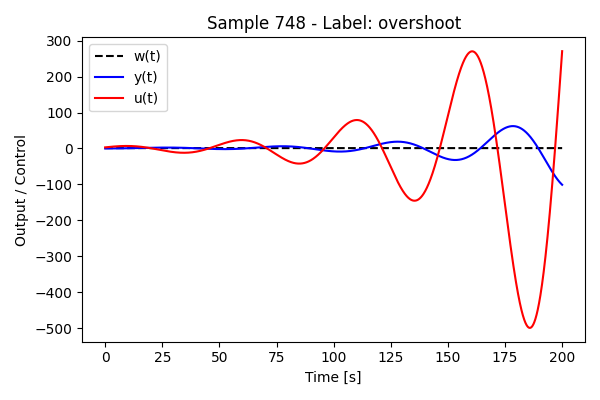 Sample 748 - Label: overshoot
w(t)
y(t)
u(t)
Output / Control
300
200
100
0
−100
−200
−300
−400
−500
0 25 50 75 100 125 150 175 200
Time [s]